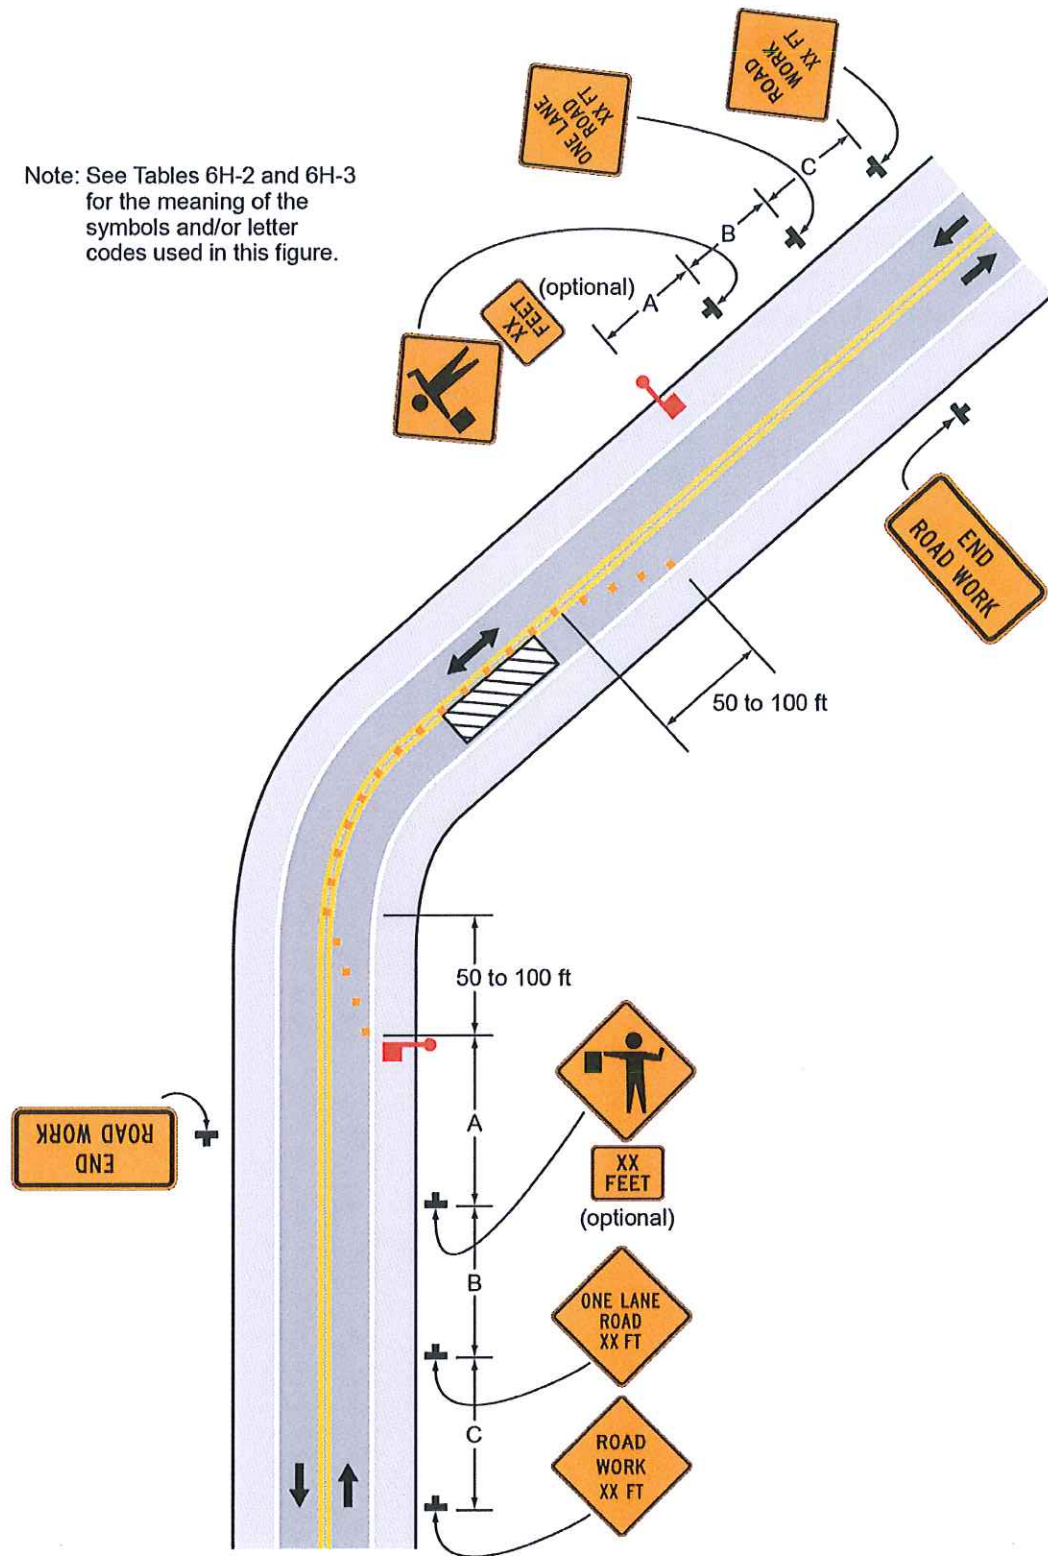 ROAD
WORK
XX FT
ONE LANE
ROAD
XX FT
Note: See Tables 6H-2 and 6H-3
for the meaning of the
symbols and/or letter
codes used in this figure.
C
B
(optional)
XX
FEET
A
END
ROAD WORK
50 to 100 ft
50 to 100 ft
A
END
ROAD WORK
XX
FEET
(optional)
B
ONE LANE
ROAD
XX FT
C
ROAD
WORK
XX FT